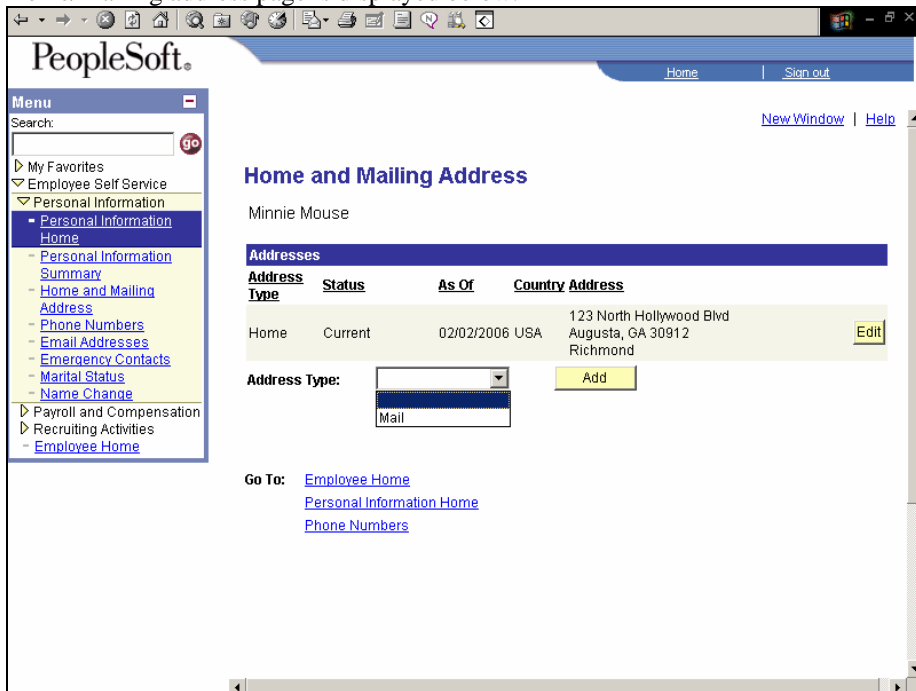 PeopleSoft®
Home | Sign out
Menu
Search:
go
My Favorites
Employee Self Service
Personal Information
Personal Information
Home
Personal Information
Summary
Home and Mailing
Address
Phone Numbers
Email Addresses
Emergency Contacts
Marital Status
Name Change
Payroll and Compensation
Recruiting Activities
Employee Home
New Window | Help
Home and Mailing Address
Minnie Mouse
Addresses
Address Type Status As Of Country Address
Home Current 02/02/2006 USA 123 North Hollywood Blvd
Augusta, GA 30912
Richmond
Edit
Address Type: Add
Mail
Go To: Employee Home
Personal Information Home
Phone Numbers